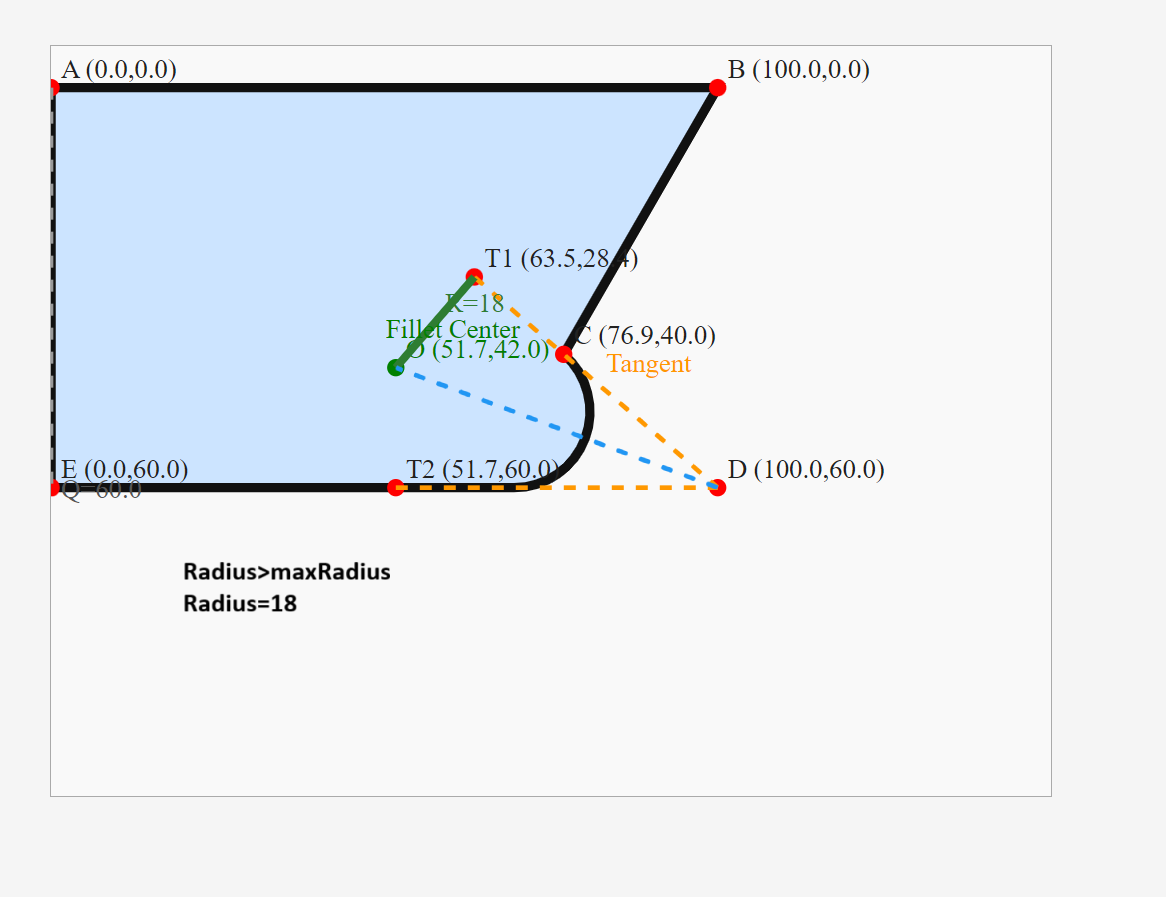 A (0.0,0.0)
B (100.0,0.0)
T1 (63.5,28.4)
R=18
Fillet Center
O (51.7,42.0)
C (76.9,40.0)
Tangent
E (0.0,60.0)
Q=60.0
T2 (51.7,60.0)
D (100.0,60.0)
Radius>maxRadius
Radius=18